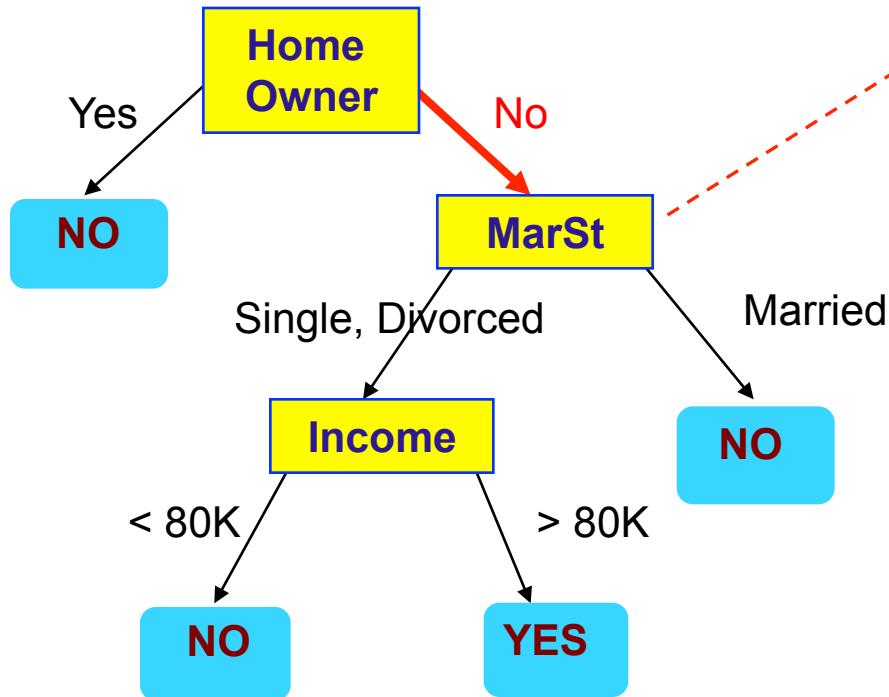 Home
Owner
Yes
No
NO
MarSt
Single, Divorced
Married
Income
NO
< 80K
> 80K
NO
YES